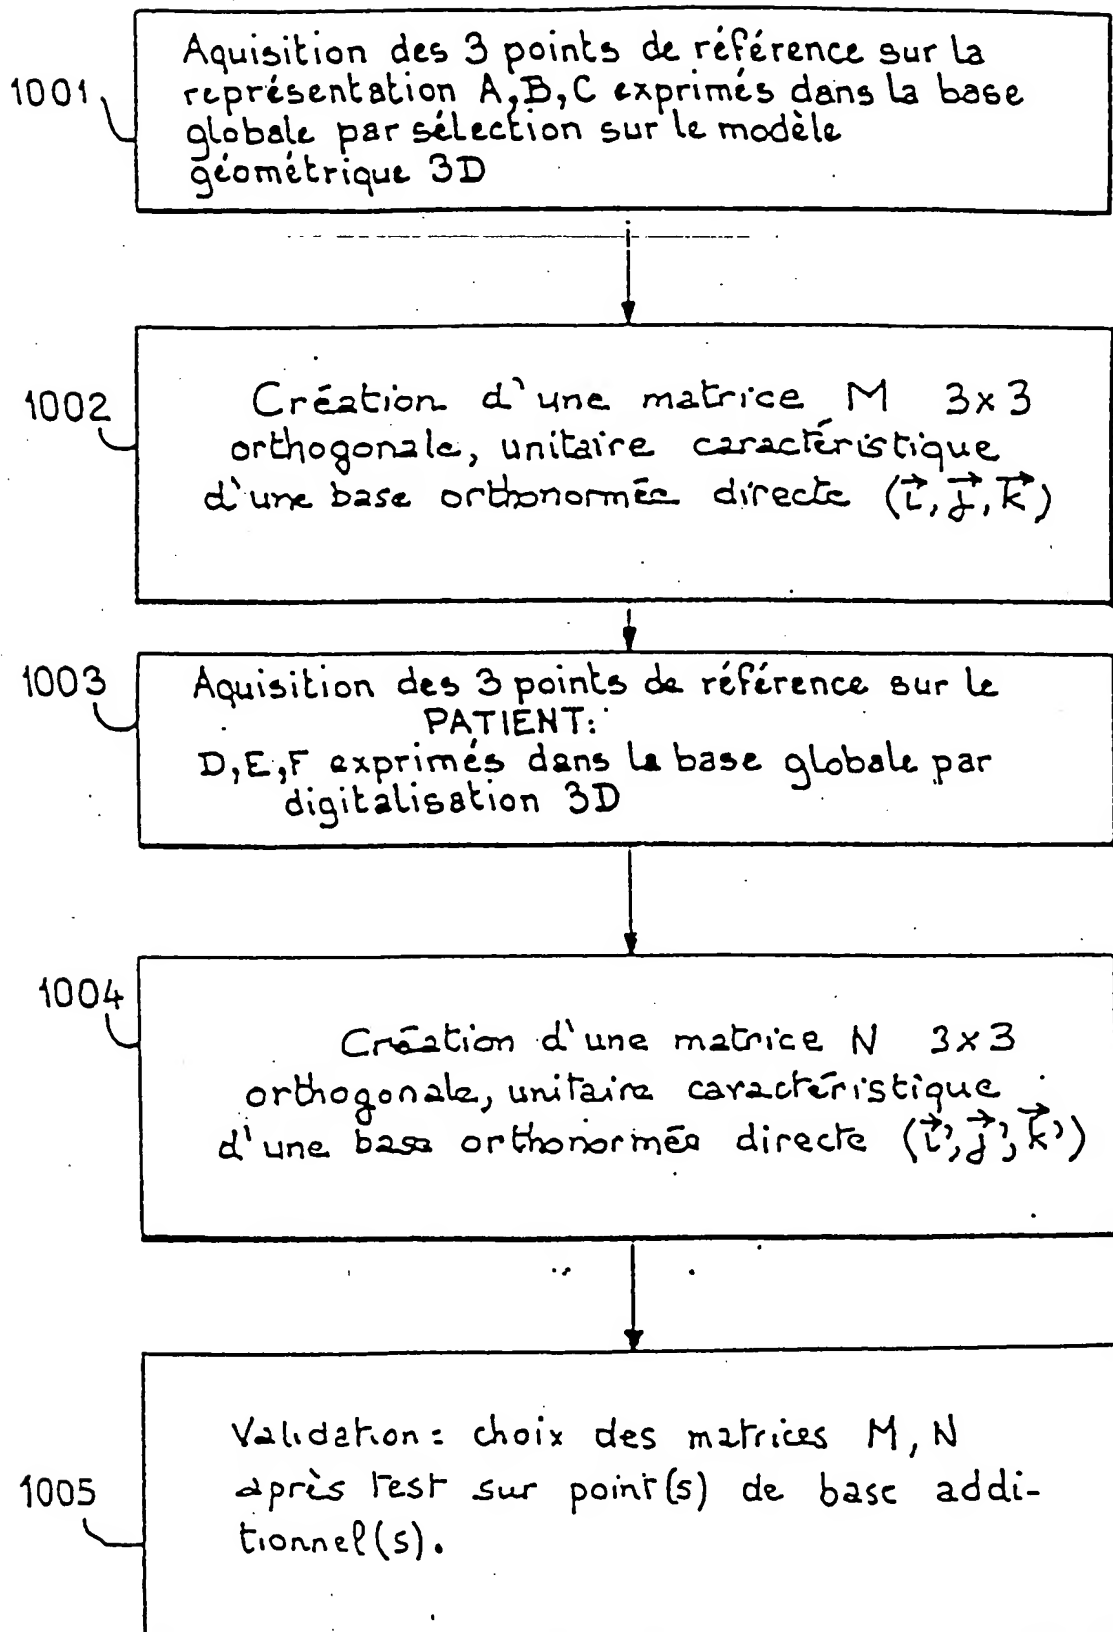 Aquisition des 3 points de référence sur la
1001
représentation A,B,C exprimés dans la base
globale par sélection sur le modèle
géométrique 3D
1002
Création d'une matrice M 3x3
orthogonale, unitaire caractéristique
d'une base orthonormée directe (i⃗, j⃗, k⃗)
1003
Aquisition des 3 points de référence sur le
PATIENT:
D,E,F exprimés dans la base globale par
digitalisation 3D
1004
Création d'une matrice N 3x3
orthogonale, unitaire caractéristique
d'une base orthonormée directe (i⃗', j⃗', k⃗')
Validation: choix des matrices M, N
1005
après test sur point(s) de base addi-
tionnel(s).